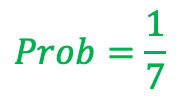 Prob = 1/7